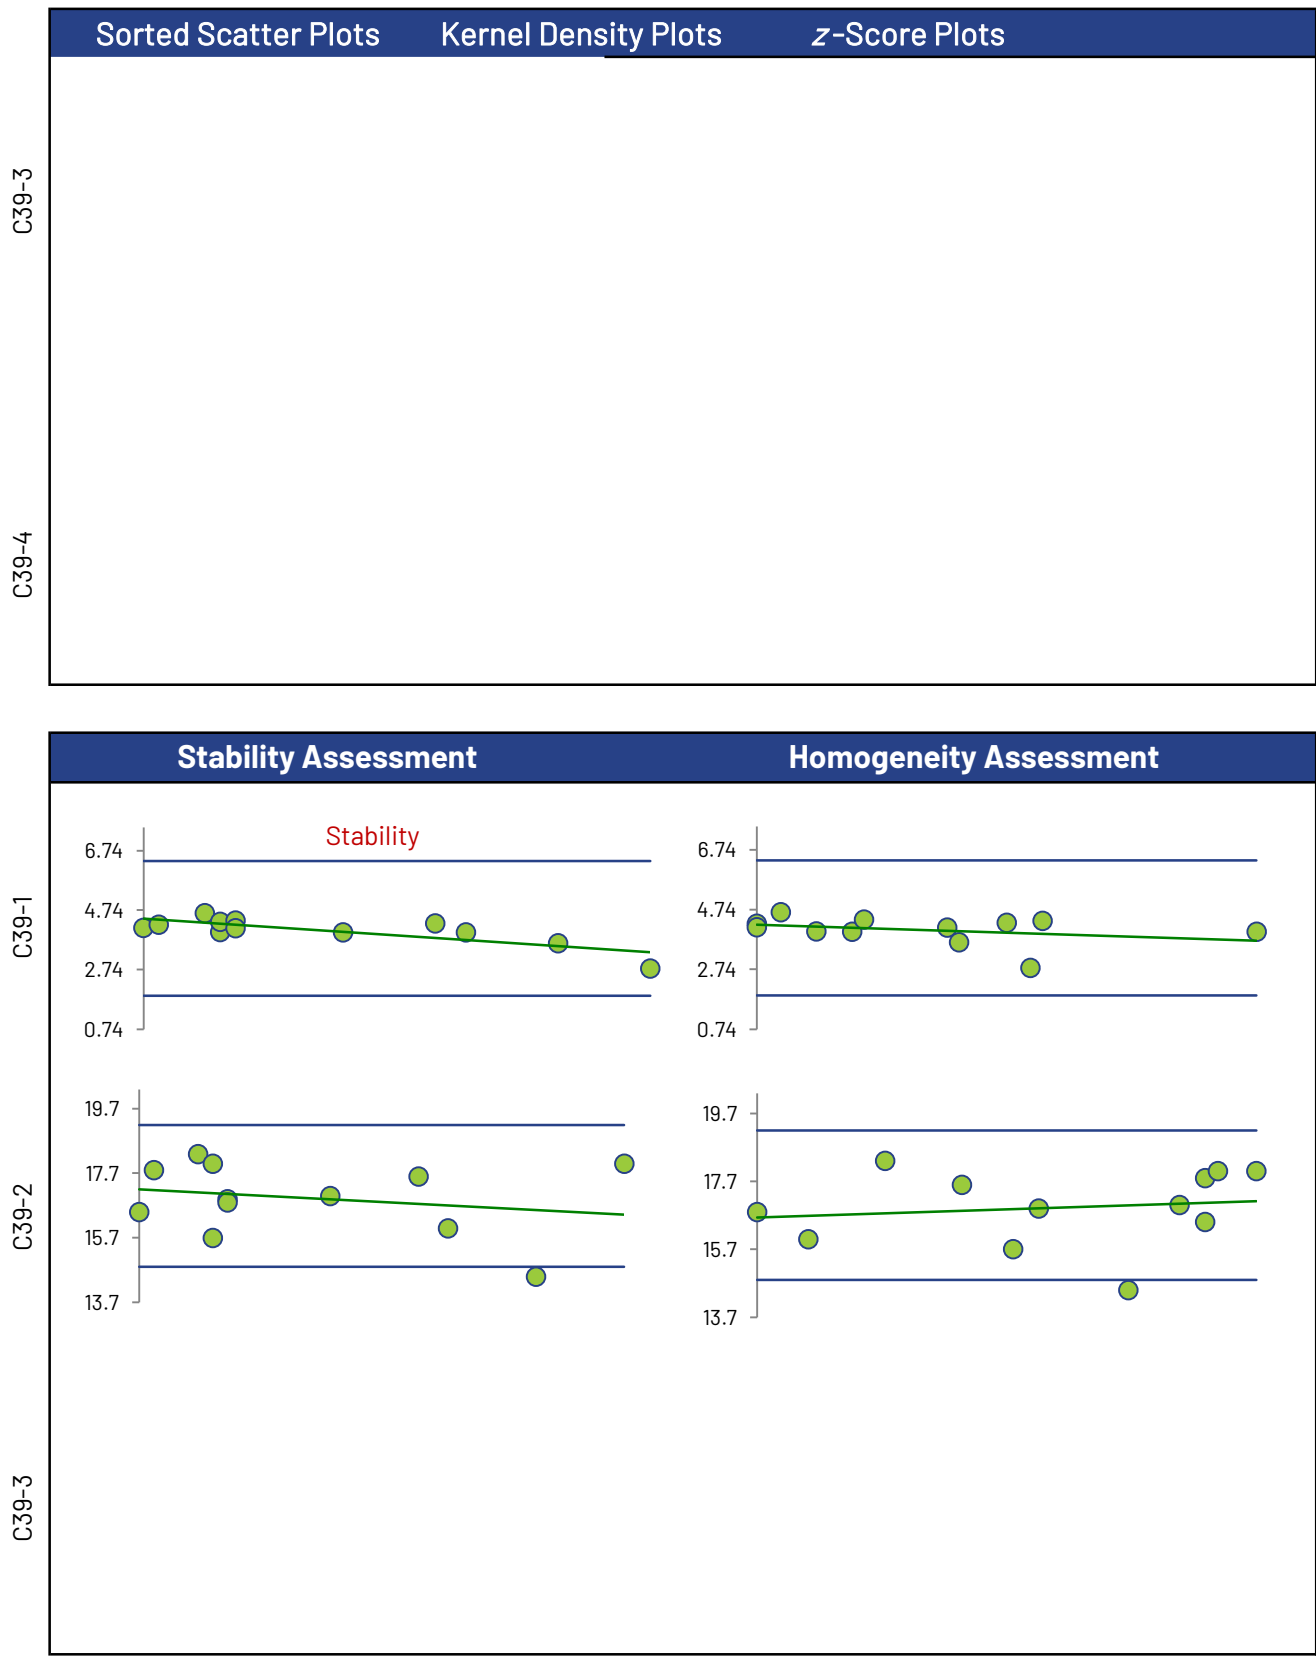 Sorted Scatter Plots Kernel Density Plots z-Score Plots
C39-3
C39-4
Stability Assessment Homogeneity Assessment
C39-1
Stability
6.74
4.74
2.74
0.74
6.74
4.74
2.74
0.74
C39-2
19.7
17.7
15.7
13.7
19.7
17.7
15.7
13.7
C39-3